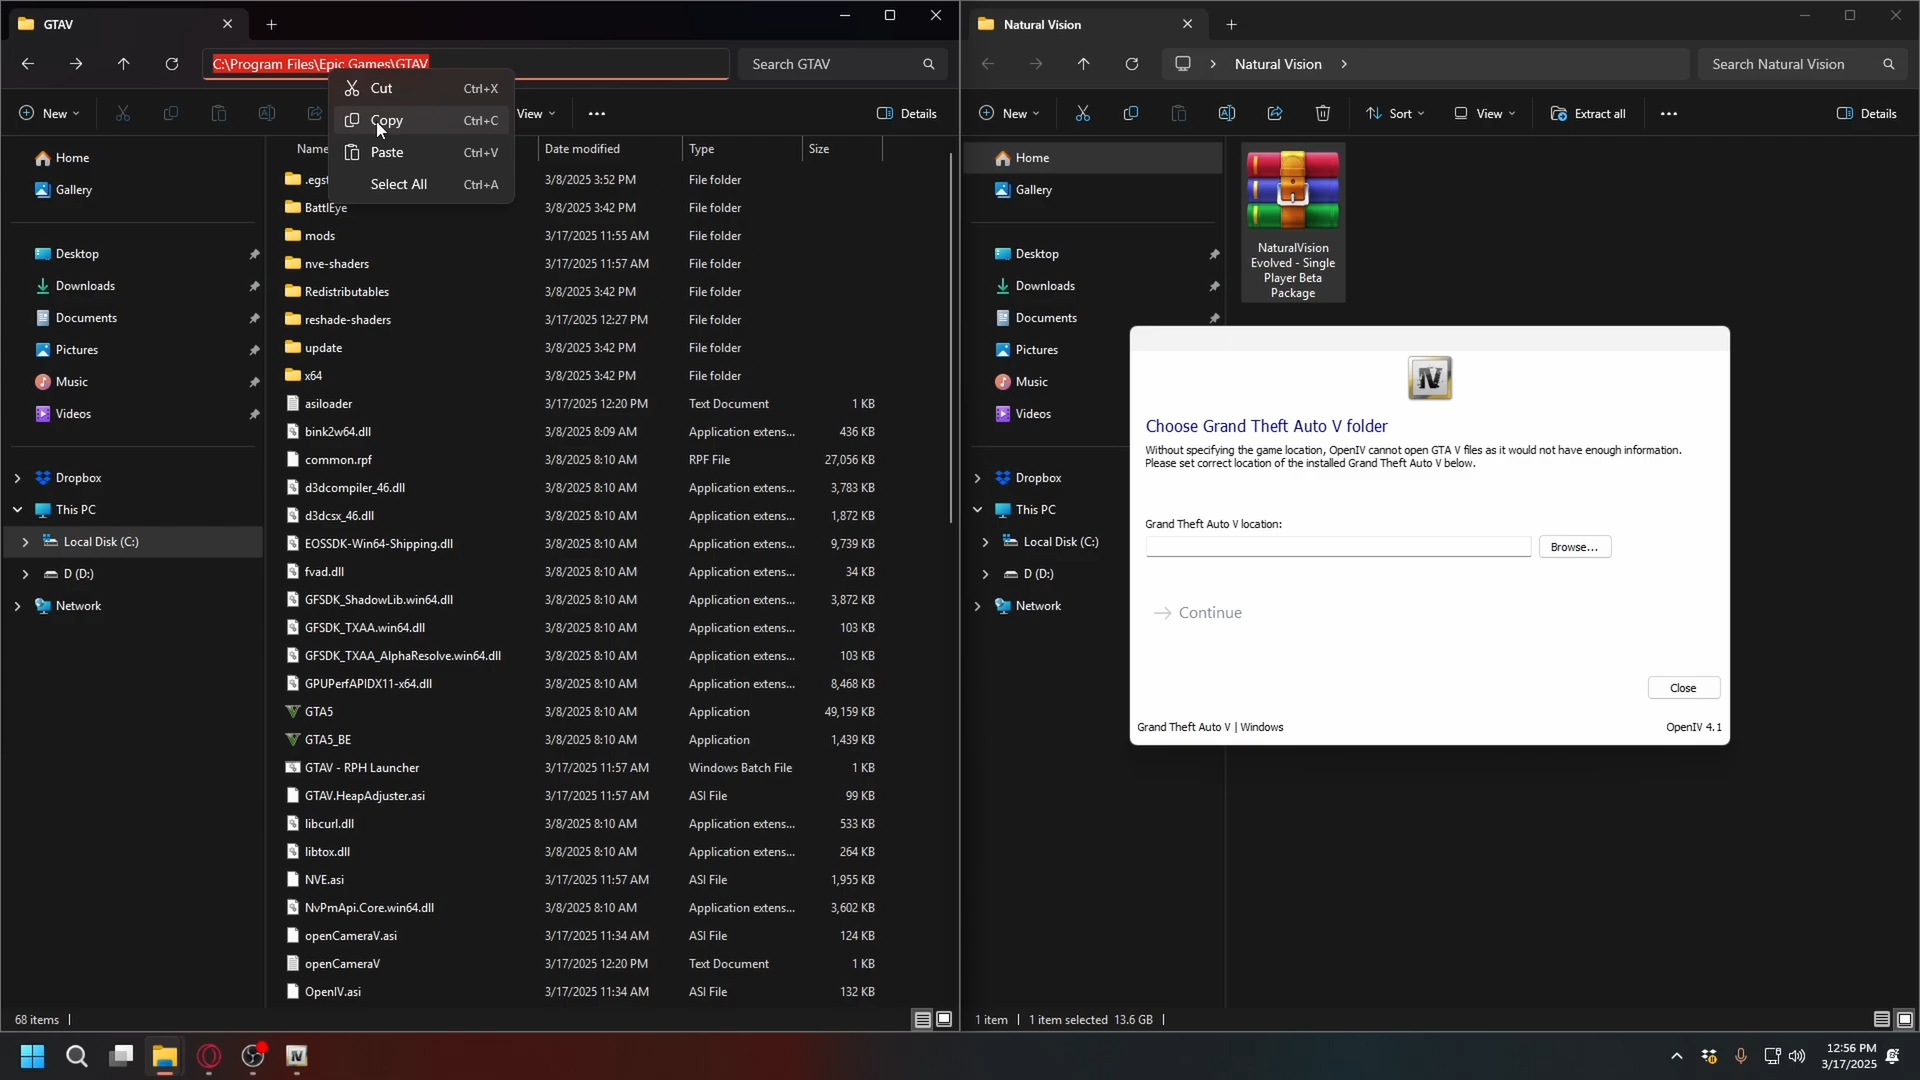 GTAV
C:\Program Files\Epic Games\GTAV
Search GTAV
New
View
Details
Cut Ctrl+X
Copy Ctrl+C
Paste Ctrl+V
Select All Ctrl+A
Home
Gallery
Desktop
Downloads
Documents
Pictures
Music
Videos
Dropbox
This PC
Local Disk (C:)
D (D:)
Network
Name Date modified Type Size
.egst 3/8/2025 3:52 PM File folder
BattlEye 3/8/2025 3:42 PM File folder
mods 3/17/2025 11:55 AM File folder
nve-shaders 3/17/2025 11:57 AM File folder
Redistributables 3/8/2025 3:42 PM File folder
reshade-shaders 3/17/2025 12:27 PM File folder
update 3/8/2025 3:42 PM File folder
x64 3/8/2025 3:42 PM File folder
asiloader 3/17/2025 12:20 PM Text Document 1 KB
bink2w64.dll 3/8/2025 8:09 AM Application extens... 436 KB
common.rpf 3/8/2025 8:10 AM RPF File 27,056 KB
d3dcompiler_46.dll 3/8/2025 8:10 AM Application extens... 3,783 KB
d3dcsx_46.dll 3/8/2025 8:10 AM Application extens... 1,872 KB
EOSSDK-Win64-Shipping.dll 3/8/2025 8:10 AM Application extens... 9,739 KB
fvad.dll 3/8/2025 8:10 AM Application extens... 34 KB
GFSDK_ShadowLib.win64.dll 3/8/2025 8:10 AM Application extens... 3,872 KB
GFSDK_TXAA.win64.dll 3/8/2025 8:10 AM Application extens... 103 KB
GFSDK_TXAA_AlphaResolve.win64.dll 3/8/2025 8:10 AM Application extens... 103 KB
GPUPerfAPIDX11-x64.dll 3/8/2025 8:10 AM Application extens... 8,468 KB
GTA5 3/8/2025 8:10 AM Application 49,159 KB
GTA5_BE 3/8/2025 8:10 AM Application 1,439 KB
GTAV - RPH Launcher 3/17/2025 11:57 AM Windows Batch File 1 KB
GTAV.HeapAdjuster.asi 3/17/2025 11:57 AM ASI File 99 KB
libcurl.dll 3/8/2025 8:10 AM Application extens... 533 KB
libtox.dll 3/8/2025 8:10 AM Application extens... 264 KB
NVE.asi 3/17/2025 11:57 AM ASI File 1,955 KB
NvPmApi.Core.win64.dll 3/8/2025 8:10 AM Application extens... 3,602 KB
openCameraV.asi 3/17/2025 11:34 AM ASI File 124 KB
openCameraV 3/17/2025 12:20 PM Text Document 1 KB
OpenIV.asi 3/17/2025 11:34 AM ASI File 132 KB
68 items
Natural Vision
Natural Vision
Search Natural Vision
New
Sort
View
Extract all
Details
Home
Gallery
Desktop
Downloads
Documents
Pictures
Music
Videos
Dropbox
This PC
Local Disk (C:)
D (D:)
Network
NaturalVision
Evolved - Single
Player Beta
Package
IV
Choose Grand Theft Auto V folder
Without specifying the game location, OpenIV cannot open GTA V files as it would not have enough information.
Please set correct location of the installed Grand Theft Auto V below.
Grand Theft Auto V location:
Browse...
Continue
Close
Grand Theft Auto V | Windows
OpenIV 4.1
1 item
1 item selected 13.6 GB
IV
12:56 PM
3/17/2025